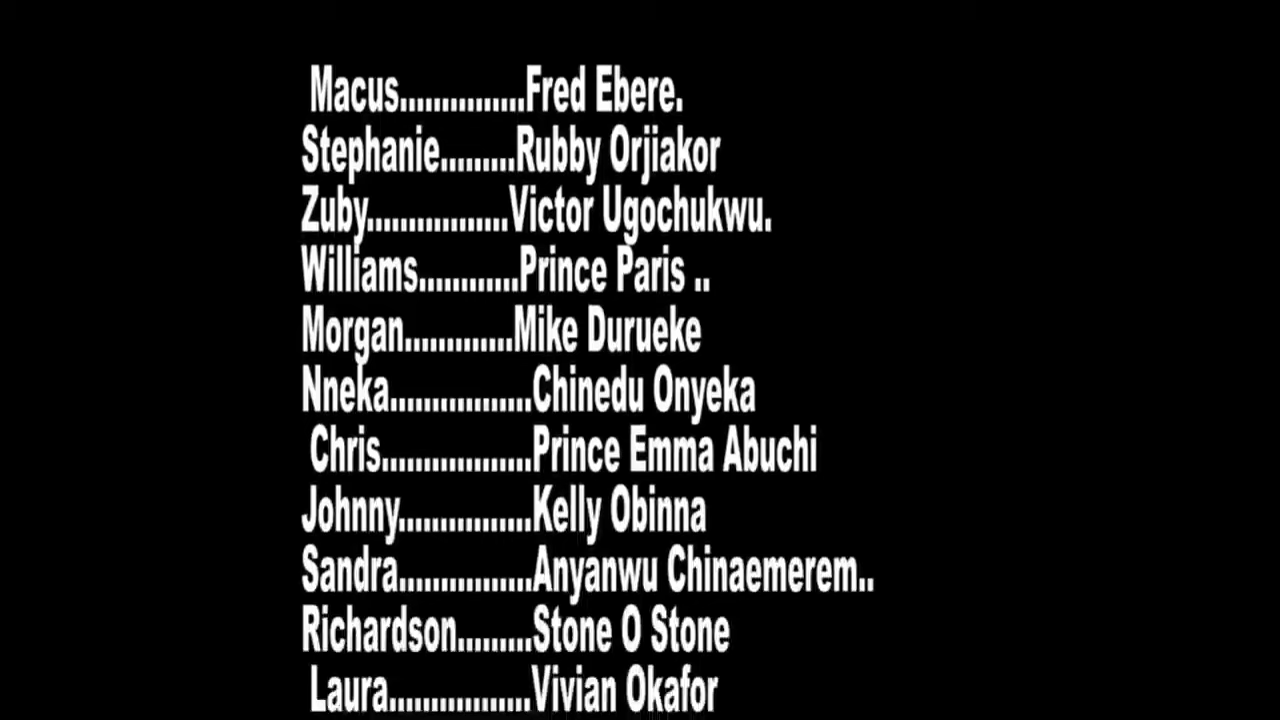 Macus...............Fred Ebere.
Stephanie.........Rubby Orjiakor
Zuby.................Victor Ugochukwu.
Williams............Prince Paris ..
Morgan.............Mike Durueke
Nneka.................Chinedu Onyeka
Chris..................Prince Emma Abuchi
Johnny................Kelly Obinna
Sandra................Anyanwu Chinaemerem..
Richardson.........Stone O Stone
Laura.................Vivian Okafor